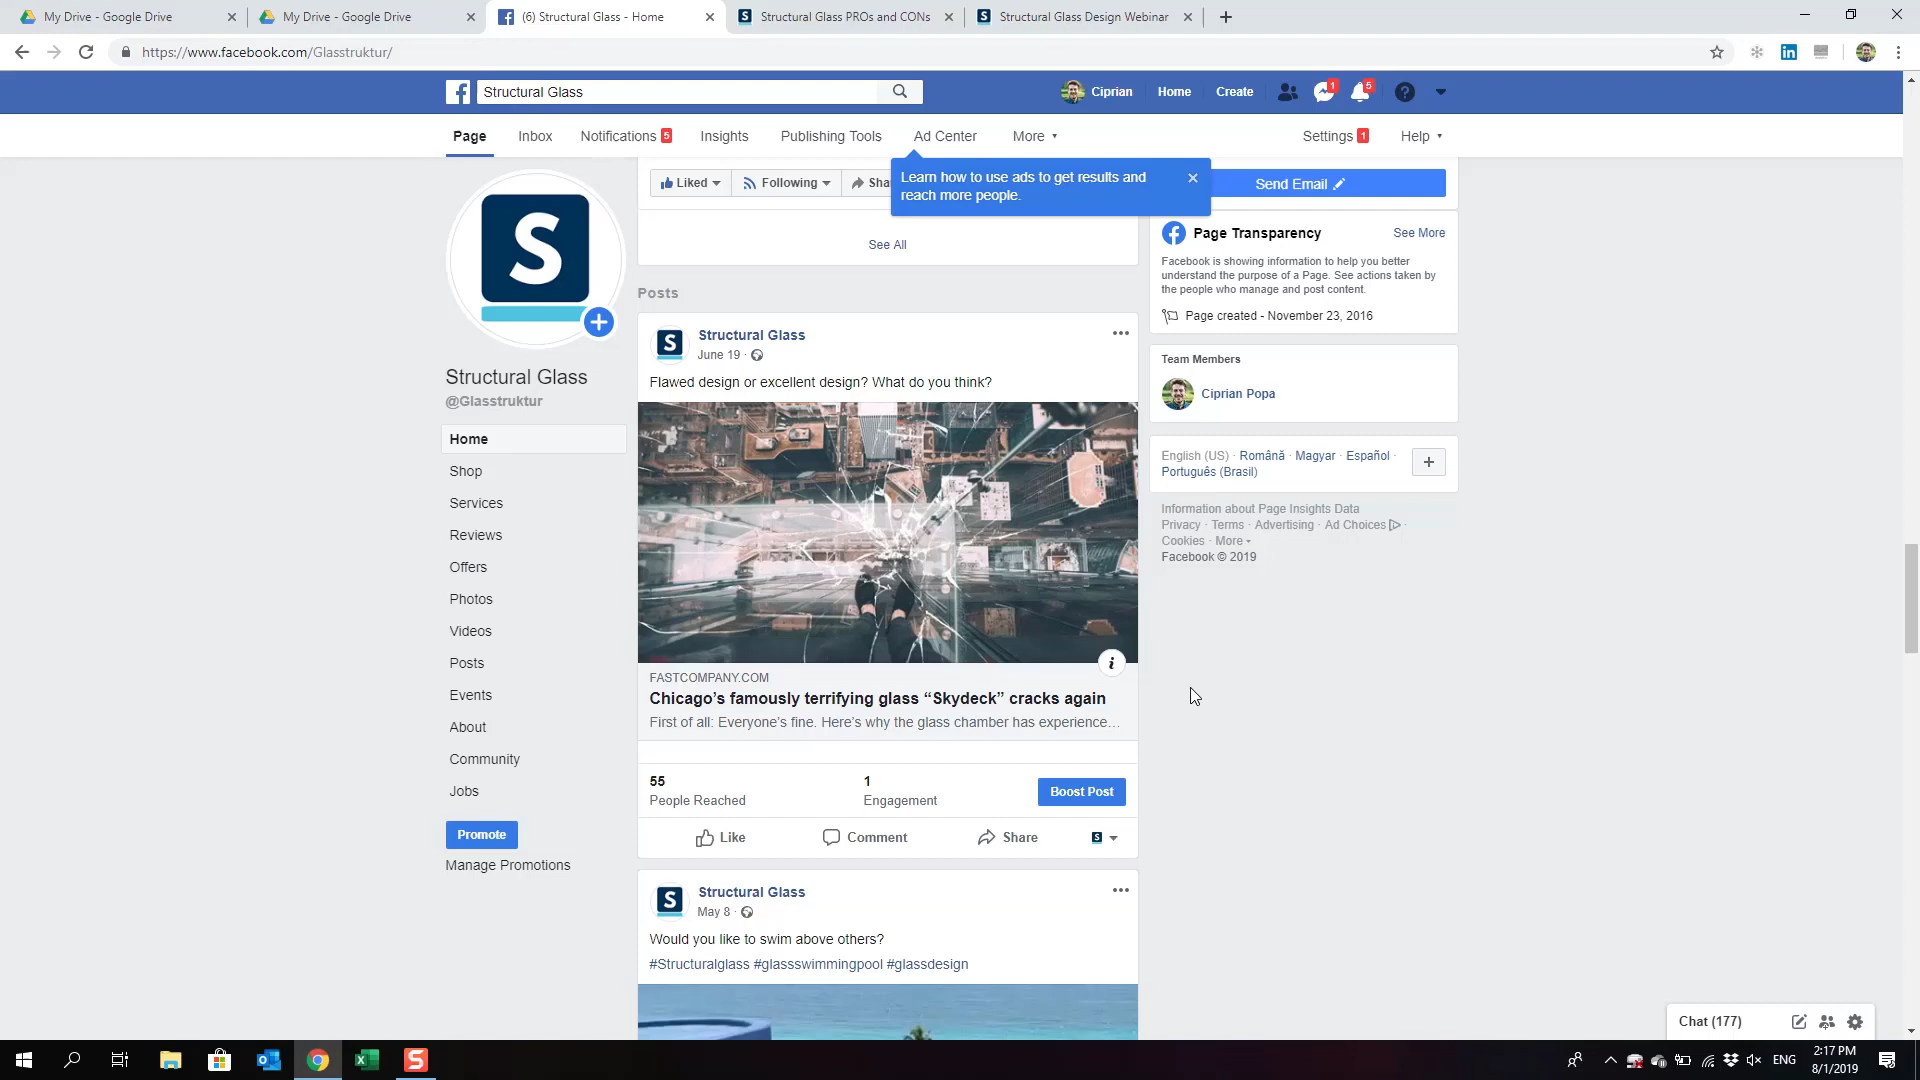 My Drive - Google Drive
My Drive - Google Drive
(6) Structural Glass - Home
Structural Glass PROs and CONs
Structural Glass Design Webinar
https://www.facebook.com/Glasstruktur/
Structural Glass
Ciprian
Home
Create
1
5
Page
Inbox
Notifications 5
Insights
Publishing Tools
Ad Center
More
Settings 1
Help
Learn how to use ads to get results and
reach more people.
Liked
Following
Sha
Send Email
See All
S
Structural Glass
@Glasstruktur
Home
Shop
Services
Reviews
Offers
Photos
Videos
Posts
Events
About
Community
Jobs
Promote
Manage Promotions
Posts
S
Structural Glass
June 19 ·
Flawed design or excellent design? What do you think?
FASTCOMPANY.COM
Chicago's famously terrifying glass “Skydeck” cracks again
First of all: Everyone's fine. Here's why the glass chamber has experience…
55
People Reached
1
Engagement
Boost Post
Like
Comment
Share
S
S
Structural Glass
May 8 ·
Would you like to swim above others?
#Structuralglass #glassswimmingpool #glassdesign
Page Transparency
See More
Facebook is showing information to help you better
understand the purpose of a Page. See actions taken by
the people who manage and post content.
Page created - November 23, 2016
Team Members
Ciprian Popa
English (US) · Română · Magyar · Español ·
Português (Brasil)
Information about Page Insights Data
Privacy · Terms · Advertising · Ad Choices ·
Cookies · More
Facebook © 2019
Chat (177)
ENG
2:17 PM
8/1/2019